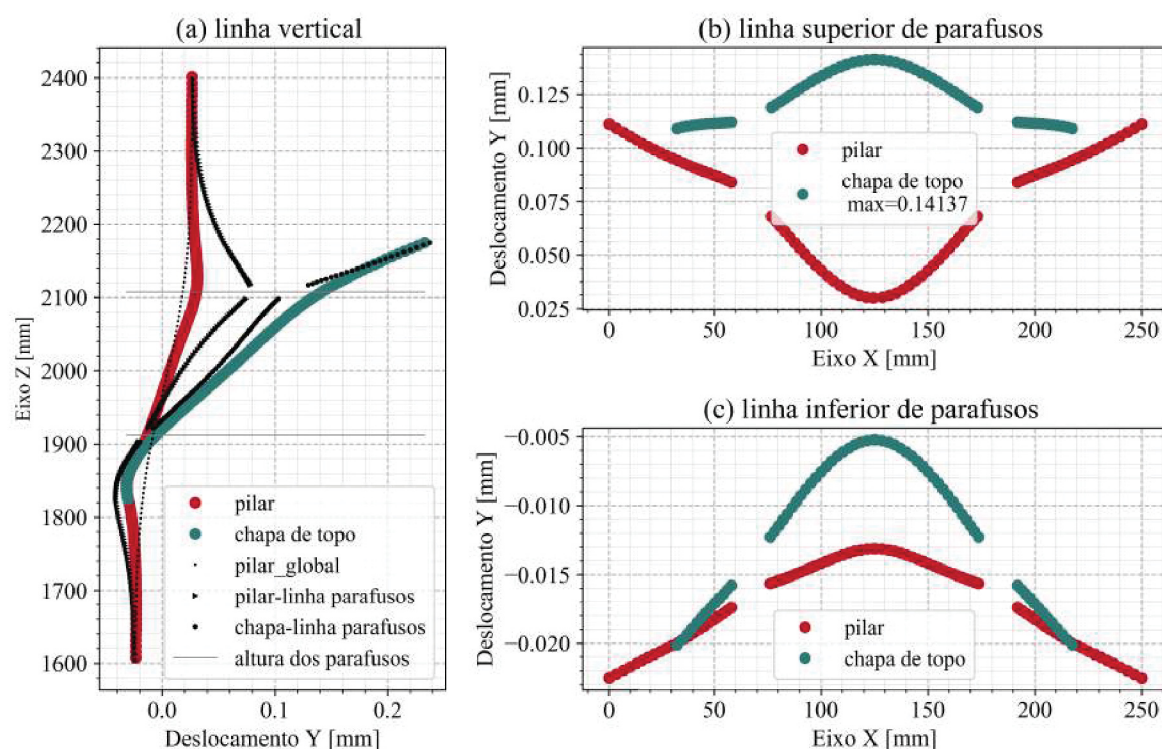 (a) linha vertical
Eixo Z [mm]
2400
2300
2200
2100
2000
1900
1800
1700
1600
pilar
chapa de topo
pilar_global
pilar-linha parafusos
chapa-linha parafusos
altura dos parafusos
0.0
0.1
0.2
Deslocamento Y [mm]
(b) linha superior de parafusos
Deslocamento Y [mm]
0.125
0.100
0.075
0.050
0.025
pilar
chapa de topo
max=0.14137
0
50
100
150
200
250
Eixo X [mm]
(c) linha inferior de parafusos
Deslocamento Y [mm]
−0.005
−0.010
−0.015
−0.020
pilar
chapa de topo
0
50
100
150
200
250
Eixo X [mm]